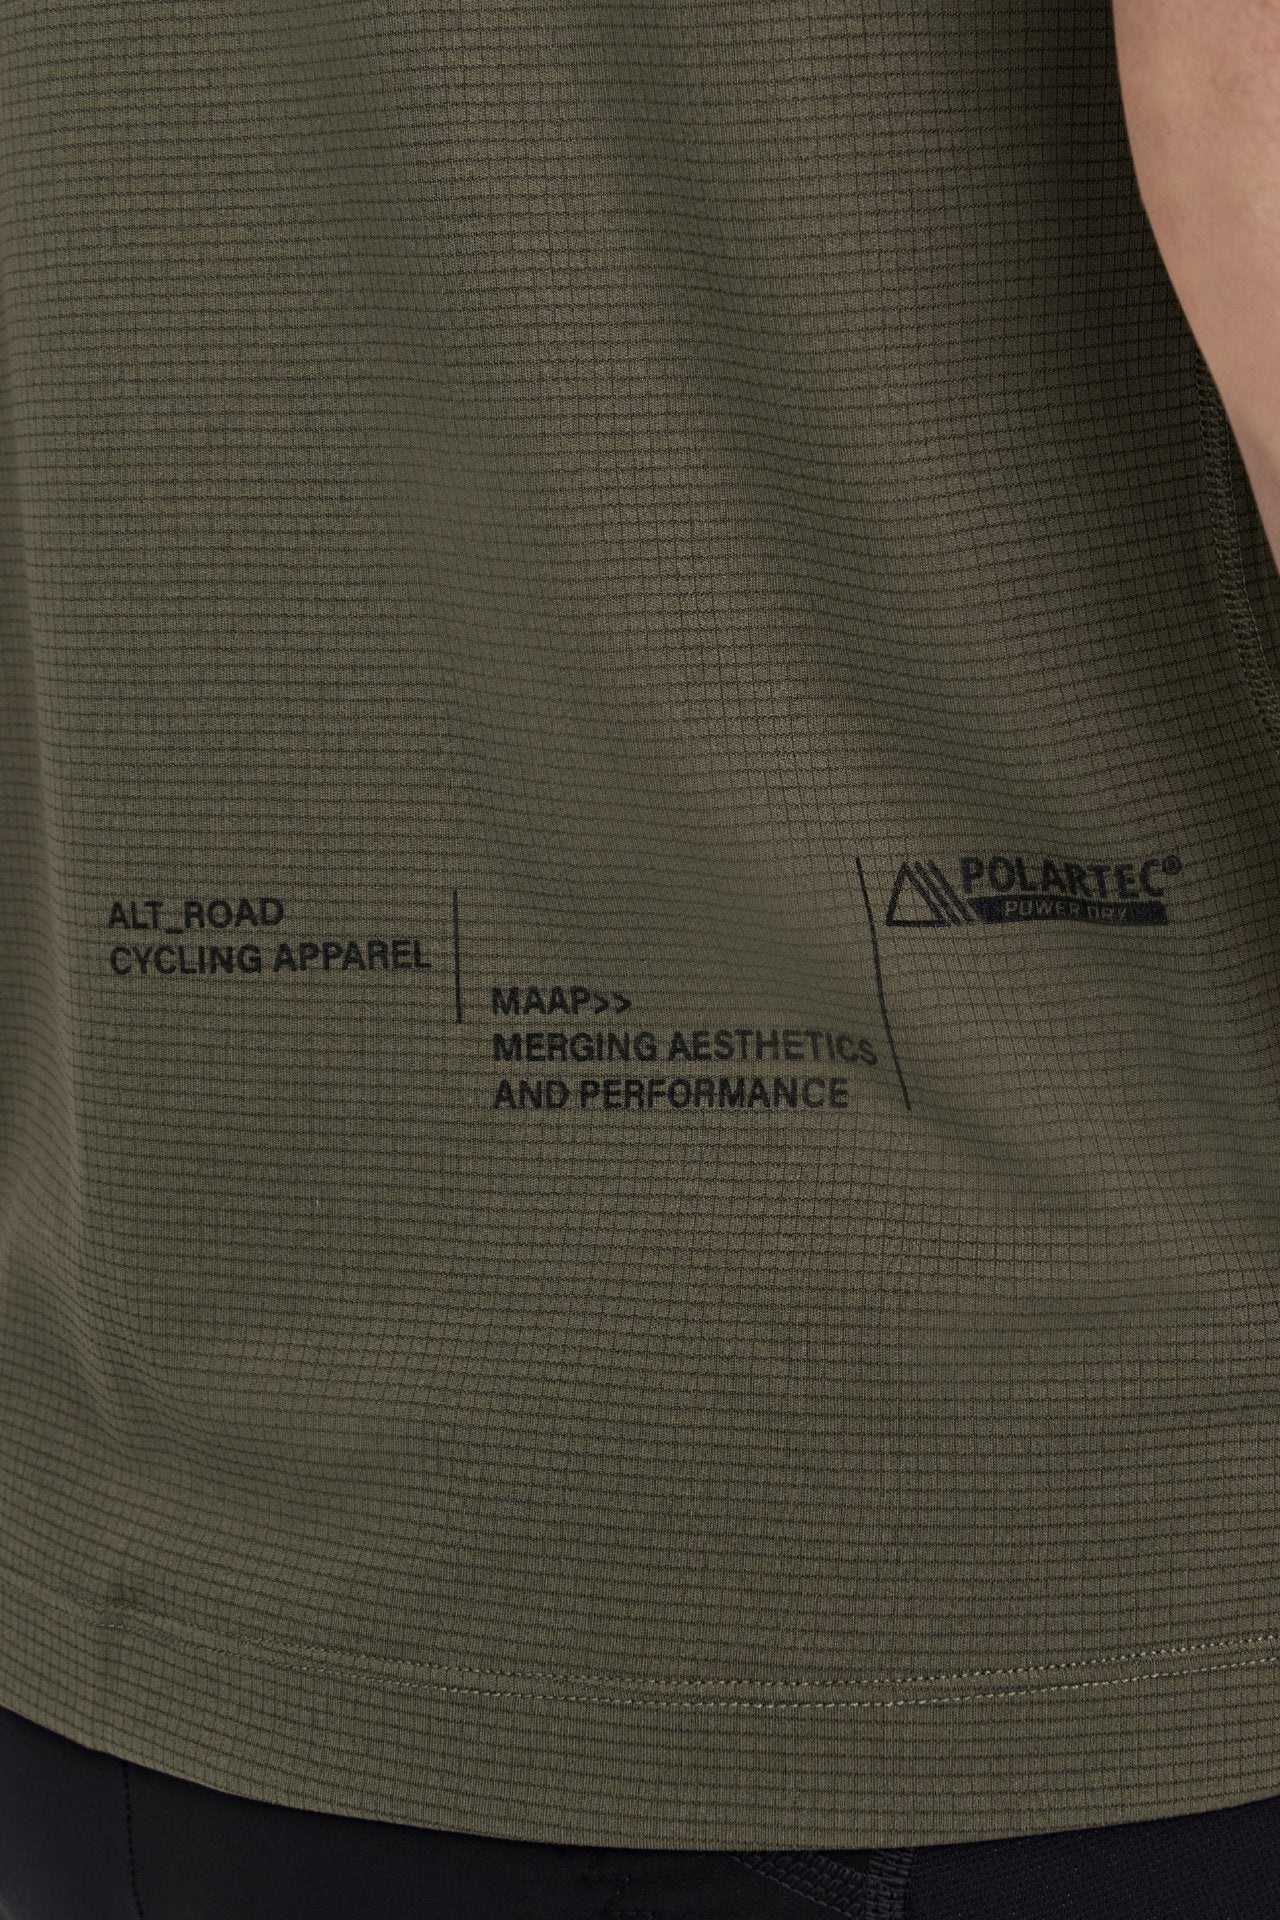 ALT_ROAD
CYCLING APPAREL
MAAP>>
MERGING AESTHETICS
AND PERFORMANCE
POLARTEC®
POWER DRY